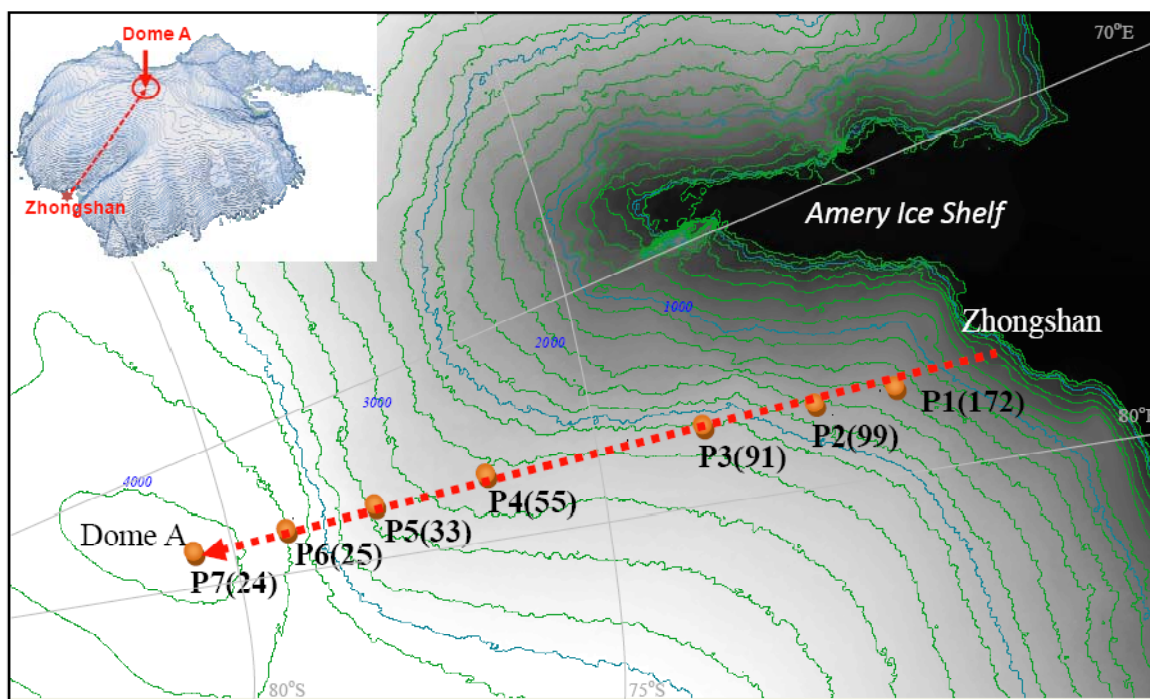 Dome A
Zhongshan
70°E
Amery Ice Shelf
Zhongshan
1000
2000
3000
4000
P1(172)
80°E
P2(99)
P3(91)
P4(55)
P5(33)
P6(25)
Dome A
P7(24)
80°S
75°S